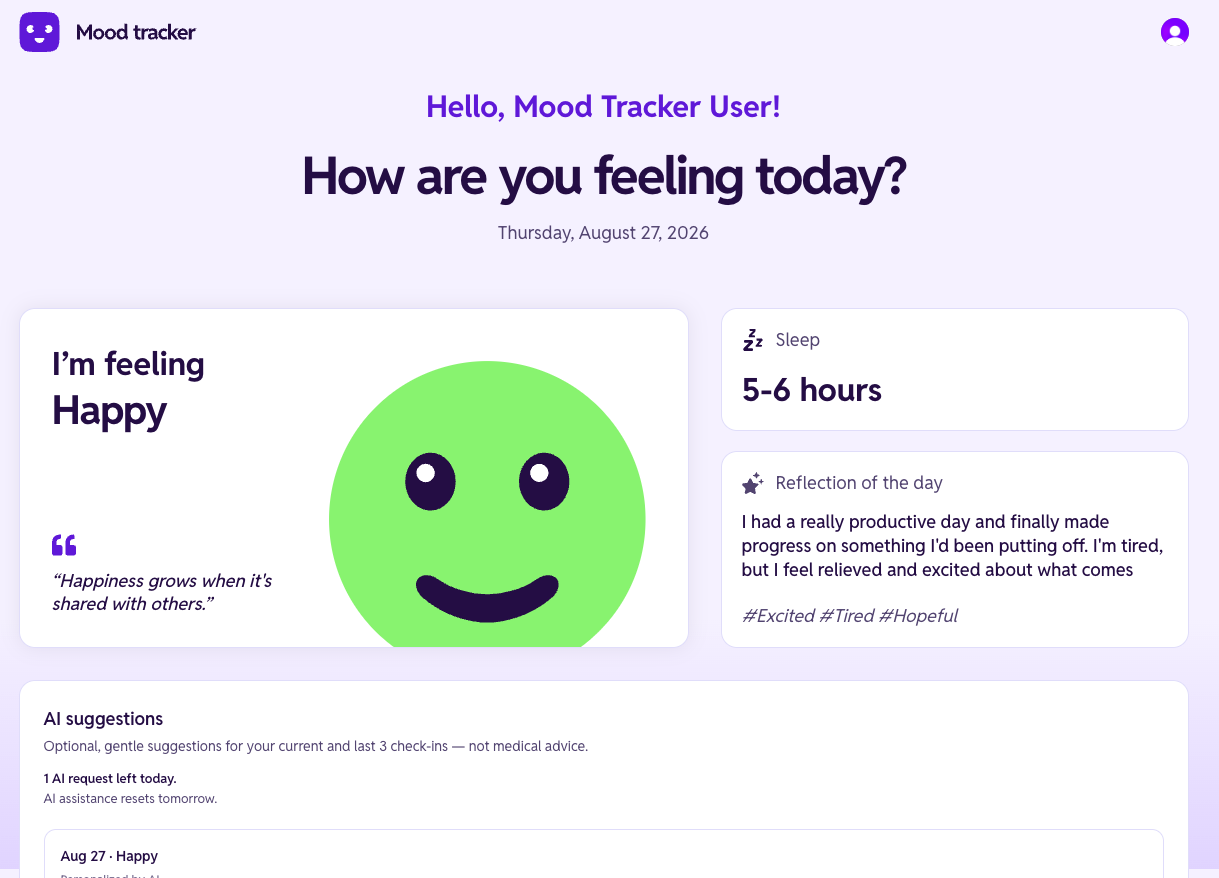 Mood tracker
Hello, Mood Tracker User!
How are you feeling today?
Thursday, August 27, 2026
I’m feeling
Happy
“Happiness grows when it's
shared with others.”
Sleep
5-6 hours
Reflection of the day
I had a really productive day and finally made
progress on something I'd been putting off. I'm tired,
but I feel relieved and excited about what comes
#Excited #Tired #Hopeful
AI suggestions
Optional, gentle suggestions for your current and last 3 check-ins — not medical advice.
1 AI request left today.
AI assistance resets tomorrow.
Aug 27 · Happy
Personalized by AI